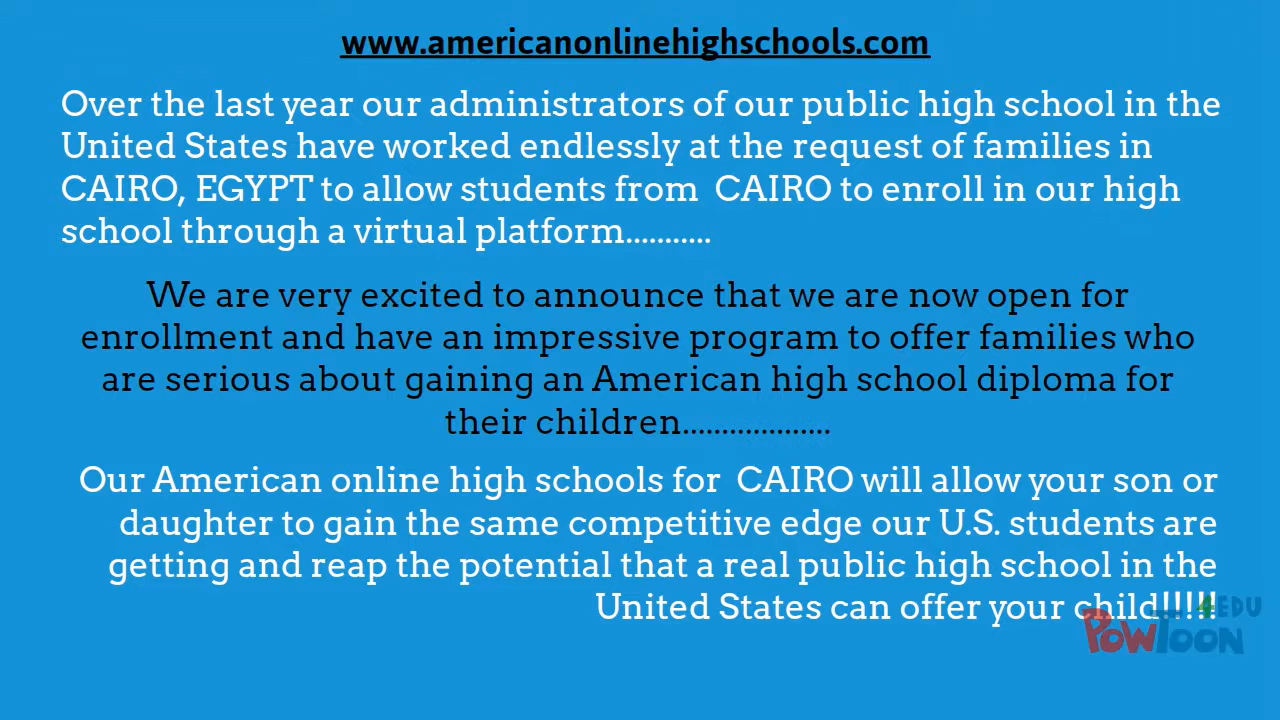 www.americanonlinehighschools.com
Over the last year our administrators of our public high school in the
United States have worked endlessly at the request of families in
CAIRO, EGYPT to allow students from  CAIRO to enroll in our high
school through a virtual platform...........
We are very excited to announce that we are now open for
enrollment and have an impressive program to offer families who
are serious about gaining an American high school diploma for
their children...................
Our American online high schools for  CAIRO will allow your son or
daughter to gain the same competitive edge our U.S. students are
getting and reap the potential that a real public high school in the
United States can offer your child!!!!!
4EDU
POWTOON